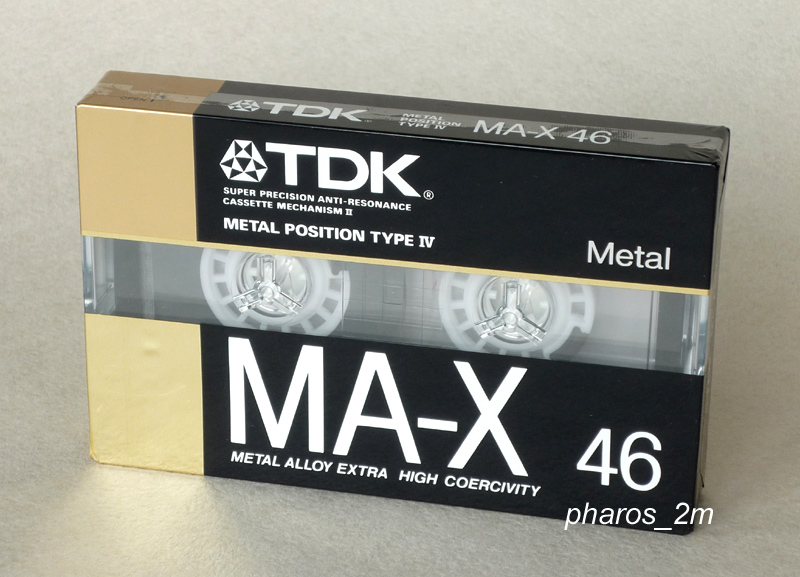 OPEN
TDK METAL POSITION TYPE IV MA-X 46
TDK®
SUPER PRECISION ANTI-RESONANCE
CASSETTE MECHANISM II
METAL POSITION TYPE IV
Metal
MA-X 46
METAL ALLOY EXTRA HIGH COERCIVITY
pharos_2m